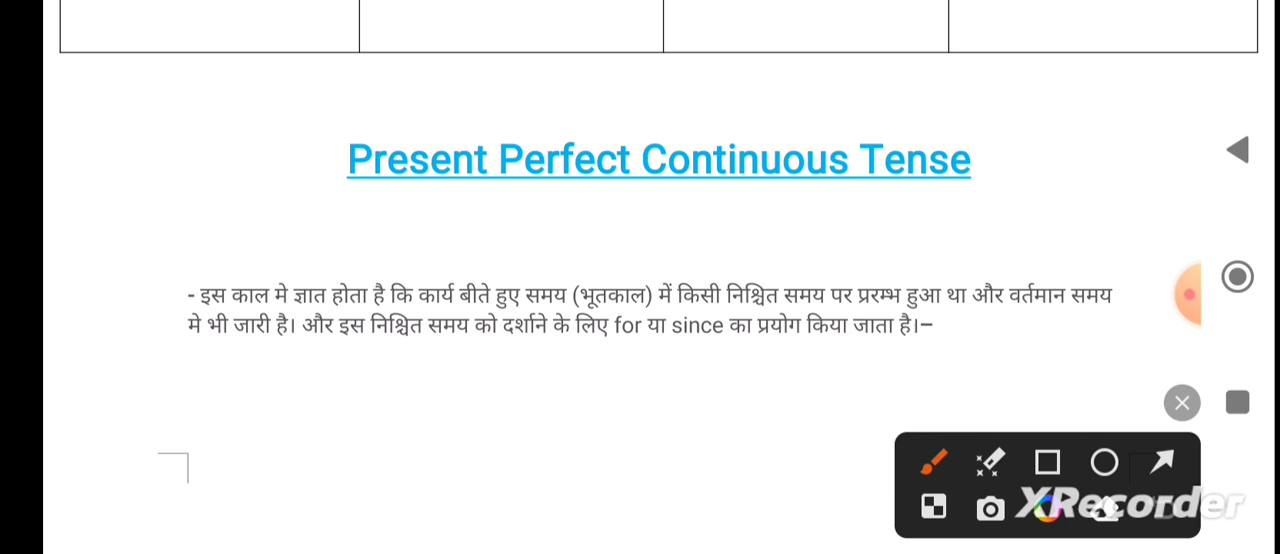 Present Perfect Continuous Tense
- इस काल मे ज्ञात होता है कि कार्य बीते हुए समय (भूतकाल) में किसी निश्चित समय पर प्ररम्भ हुआ था और वर्तमान समय
मे भी जारी है। और इस निश्चित समय को दर्शाने के लिए for या since का प्रयोग किया जाता है।–
XRecorder